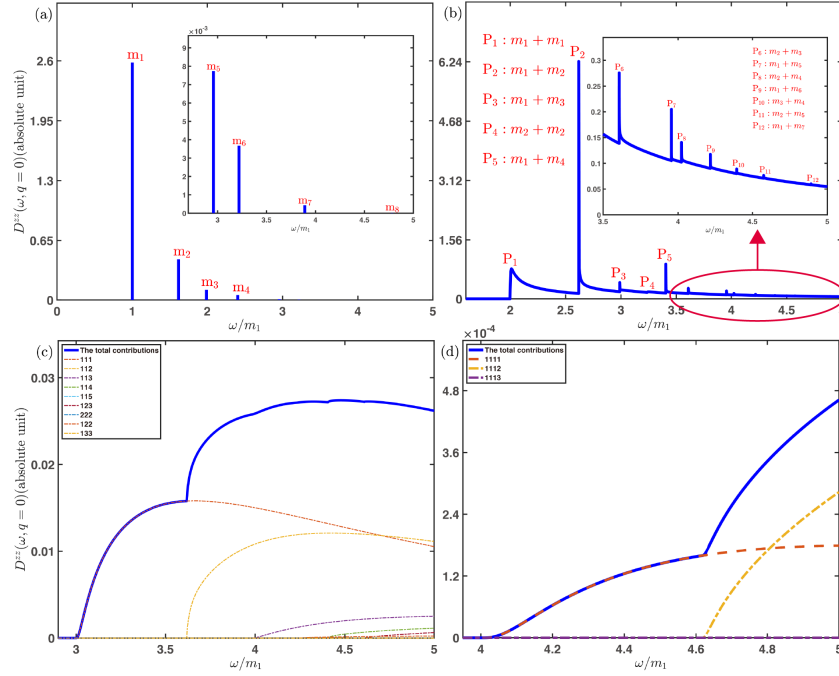 (a)
D^{zz}(ω, q = 0)(absolute unit)
2.6
1.95
1.3
0.65
0
m₁
m₂
m₃
m₄
0 1 2 3 4 5
ω/m₁
×10⁻³
9
8
7
6
5
4
3
2
1
0
m₅
m₆
m₇
m₈
3 3.5 4 4.5 5
ω/m₁
(b)
6.24
4.68
3.12
1.56
0
P₁ : m₁ + m₁
P₂ : m₁ + m₂
P₃ : m₁ + m₃
P₄ : m₂ + m₂
P₅ : m₁ + m₄
P₁
P₂
P₃
P₄
P₅
2 2.5 3 3.5 4 4.5
ω/m₁
0.35
0.3
0.25
0.2
0.15
0.1
0.05
0
P₆
P₇
P₈
P₉
P₁₀
P₁₁
P₁₂
P₆ : m₂ + m₃
P₇ : m₁ + m₅
P₈ : m₂ + m₄
P₉ : m₁ + m₆
P₁₀ : m₃ + m₄
P₁₁ : m₂ + m₅
P₁₂ : m₁ + m₇
3.5 4 4.5 5
ω/m₁
(c)
D^{zz}(ω, q = 0)(absolute unit)
0.03
0.02
0.01
0
The total contributions
111
112
113
114
115
123
222
122
133
3 3.5 4 4.5 5
ω/m₁
(d)
×10⁻⁴
4.8
3.6
2.4
1.2
0
The total contributions
1111
1112
1113
4 4.2 4.4 4.6 4.8 5
ω/m₁